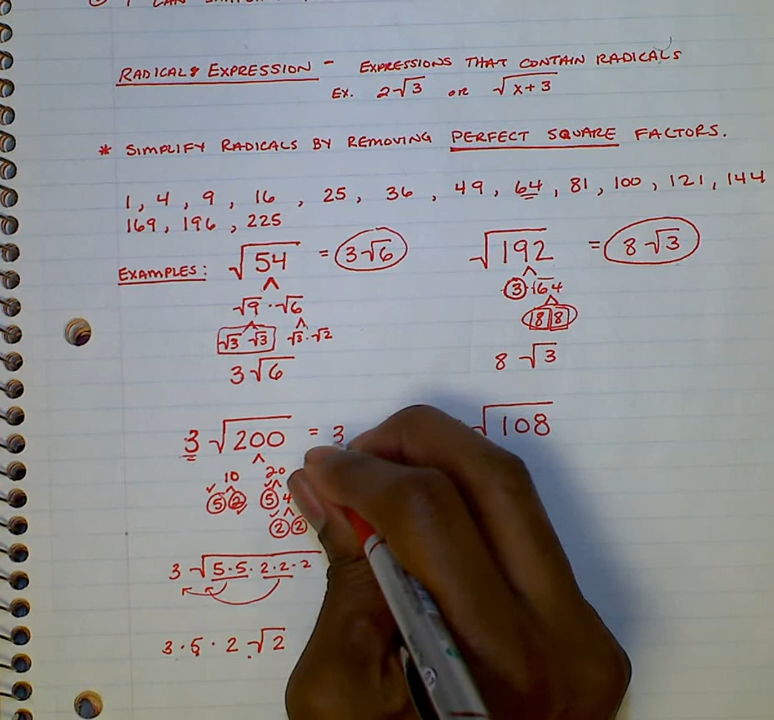 RADICAL EXPRESSION - EXPRESSIONS THAT CONTAIN RADICALS
EX. 2√3 OR √x+3
* SIMPLIFY RADICALS BY REMOVING PERFECT SQUARE FACTORS.
1, 4, 9, 16, 25, 36, 49, 64, 81, 100, 121, 144
169, 196, 225
EXAMPLES: √54 = 3√6 √192 = 8√3
√9 · √6 3 · 64
√3 √3 √3 · √2 8 8
3√6 8 √3
3 √200 = 3 √108
10 20
5 2 5 4
2 2
3 √5·5·2·2·2
3 · 5 · 2 √2